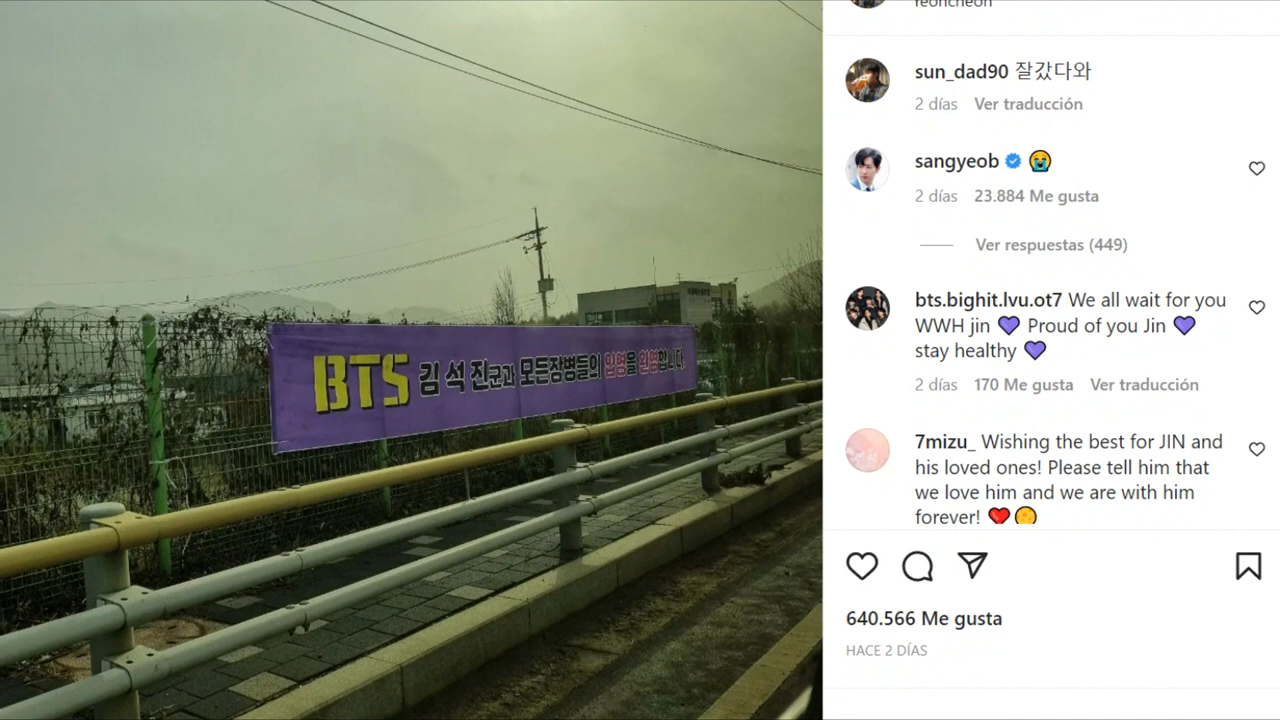 BTS 김 석 진군과 모든장병들의 입영을 환영합니다.
Yeoncheon
sun_dad90 잘갔다와
2 días Ver traducción
sangyeob 😭
2 días 23.884 Me gusta
Ver respuestas (449)
bts.bighit.lvu.ot7 We all wait for you
WWH jin 💜 Proud of you Jin 💜
stay healthy 💜
2 días 170 Me gusta Ver traducción
7mizu_ Wishing the best for JIN and
his loved ones! Please tell him that
we love him and we are with him
forever!
640.566 Me gusta
HACE 2 DÍAS